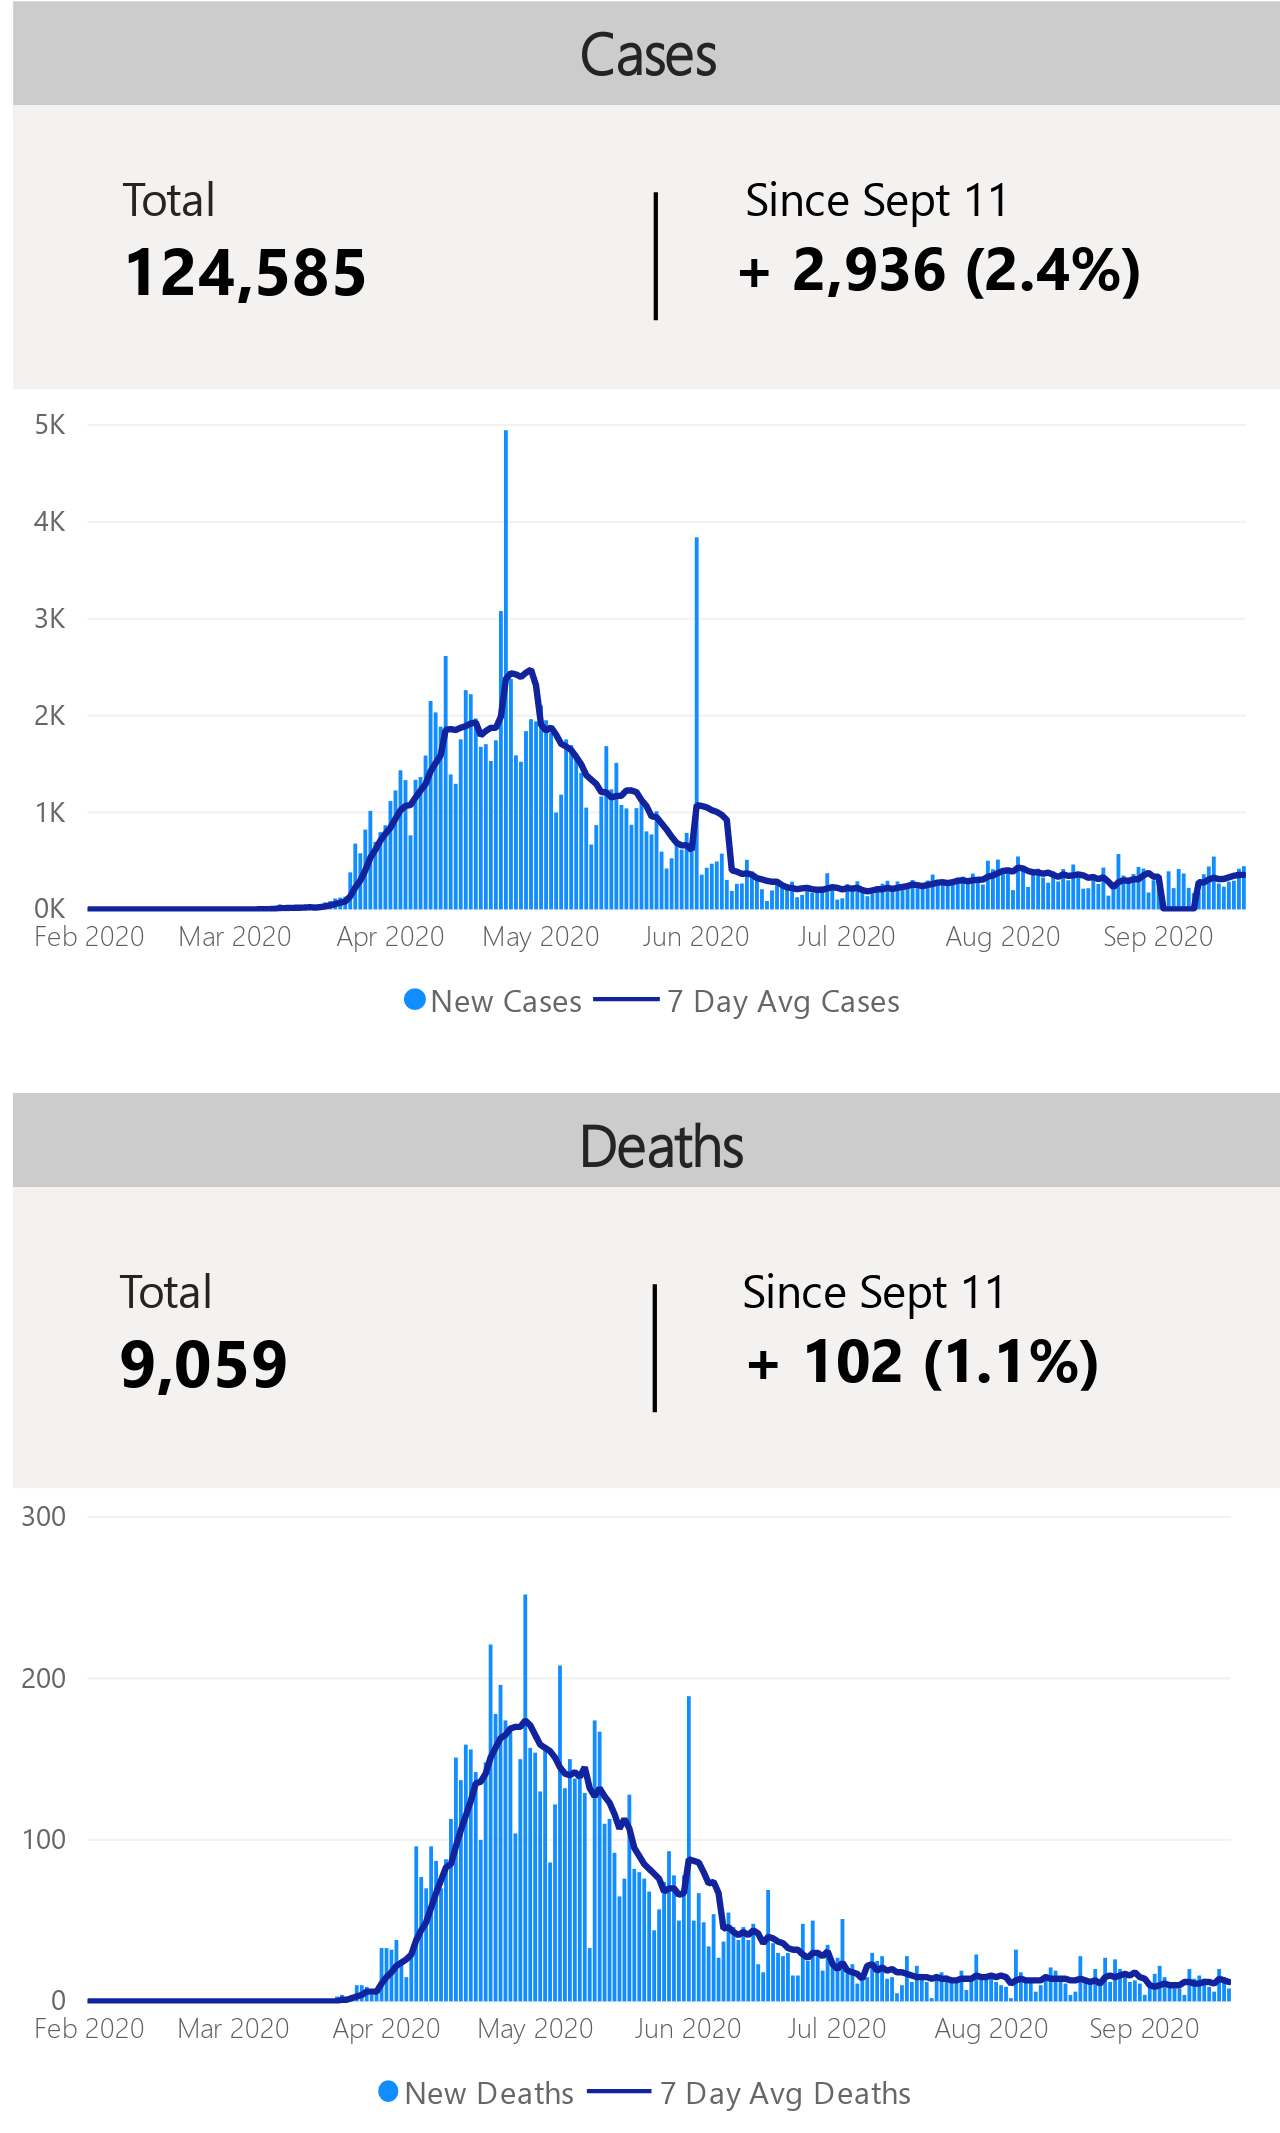 Cases
Total
Since Sept 11
124,585
+ 2,936 (2.4%)
5K
4K
3K
2K
1K
0K
Feb 2020 Mar 2020 Apr 2020 May 2020 Jun 2020 Jul 2020 Aug 2020 Sep 2020
New Cases 7 Day Avg Cases
Deaths
Total
Since Sept 11
9,059
+ 102 (1.1%)
300
200
100
0
Feb 2020 Mar 2020 Apr 2020 May 2020 Jun 2020 Jul 2020 Aug 2020 Sep 2020
New Deaths 7 Day Avg Deaths